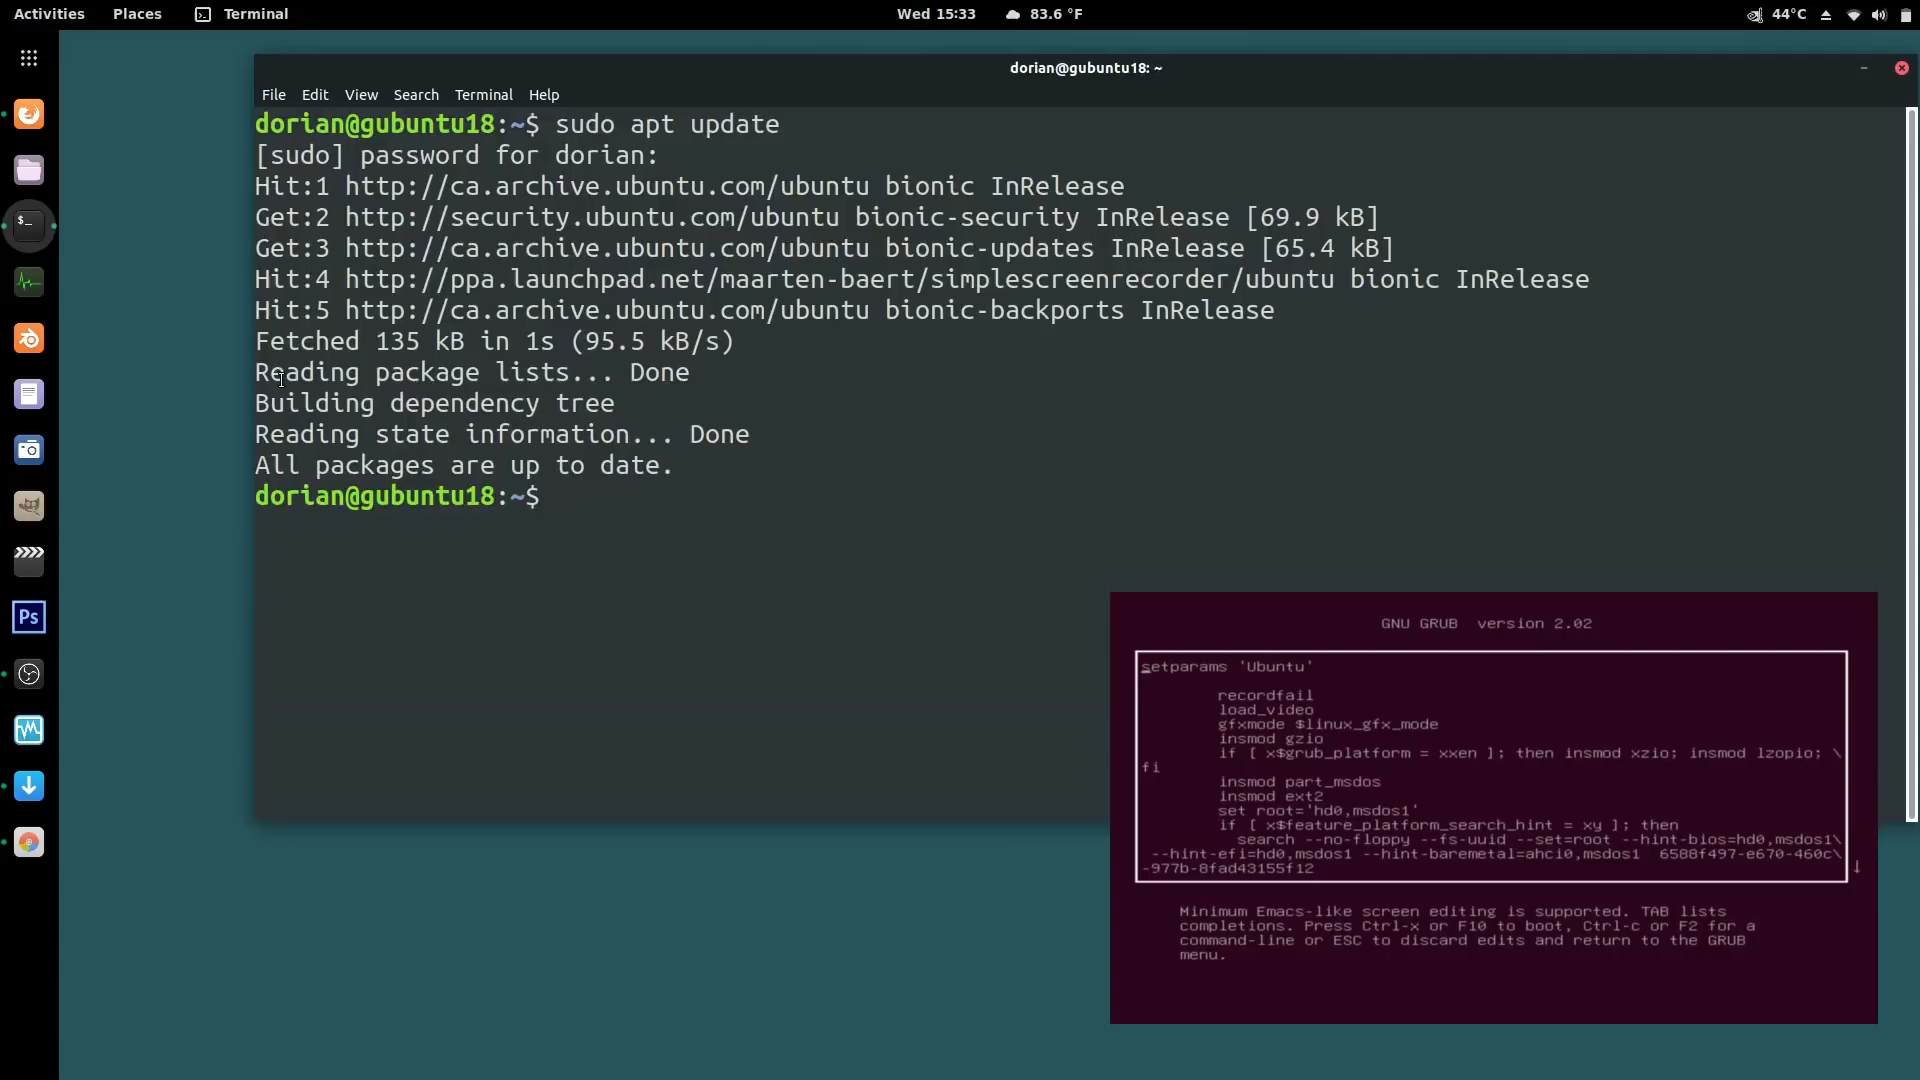 Activities Places Terminal Wed 15:33 83.6 °F 44°C
dorian@gubuntu18: ~
File Edit View Search Terminal Help
dorian@gubuntu18:~$ sudo apt update
[sudo] password for dorian:
Hit:1 http://ca.archive.ubuntu.com/ubuntu bionic InRelease
Get:2 http://security.ubuntu.com/ubuntu bionic-security InRelease [69.9 kB]
Get:3 http://ca.archive.ubuntu.com/ubuntu bionic-updates InRelease [65.4 kB]
Hit:4 http://ppa.launchpad.net/maarten-baert/simplescreenrecorder/ubuntu bionic InRelease
Hit:5 http://ca.archive.ubuntu.com/ubuntu bionic-backports InRelease
Fetched 135 kB in 1s (95.5 kB/s)
Reading package lists... Done
Building dependency tree
Reading state information... Done
All packages are up to date.
dorian@gubuntu18:~$
$_
Ps
GNU GRUB version 2.02
setparams 'Ubuntu'
recordfail
load_video
gfxmode $linux_gfx_mode
insmod gzio
if [ x$grub_platform = xxen ]; then insmod xzio; insmod lzopio; \
fi
insmod part_msdos
insmod ext2
set root='hd0,msdos1'
if [ x$feature_platform_search_hint = xy ]; then
search --no-floppy --fs-uuid --set=root --hint-bios=hd0,msdos1\
--hint-efi=hd0,msdos1 --hint-baremetal=ahci0,msdos1 6588f497-e670-460c\
-977b-8fad43155f12
Minimum Emacs-like screen editing is supported. TAB lists
completions. Press Ctrl-x or F10 to boot, Ctrl-c or F2 for a
command-line or ESC to discard edits and return to the GRUB
menu.